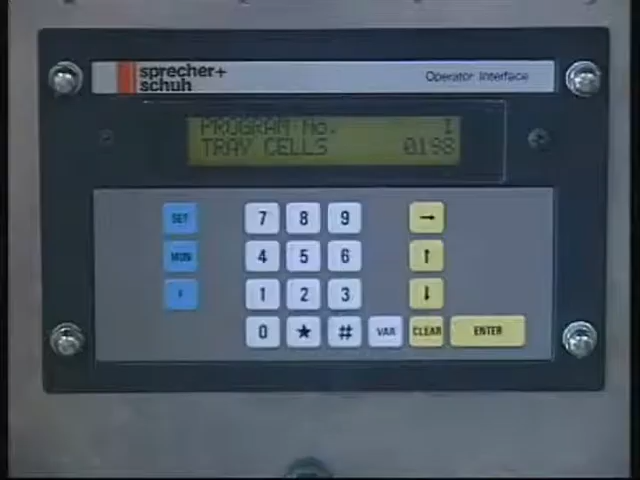 sprecher+
schuh
Operator Interface
PROGRAM No. 1
TRAY CELLS 0198
SET 7 8 9 →
MON 4 5 6 ↑
1 2 3 ↓
0 ★ # VAR CLEAR ENTER